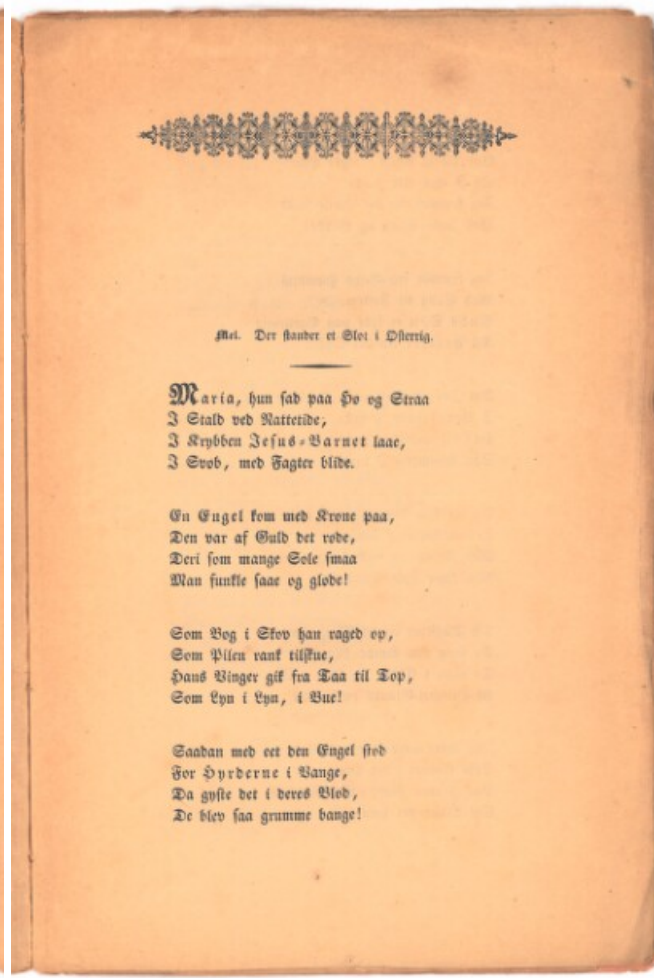 Mel. Der stander et Slot i Østerrig.
Maria, hun sad paa Hø og Straa
I Stald ved Nattetide,
I Krybben Jesus-Barnet laae,
I Svøb, med Fagter blide.
En Engel kom med Krone paa,
Den var af Guld det røde,
Deri som mange Sole smaa
Man funkle saae og gløde!
Som Bøg i Skov han raged op,
Som Pilen rank tilskue,
Hans Vinger gik fra Taa til Top,
Som Lyn i Lyn, i Bue!
Saadan med eet den Engel stod
For Hyrderne i Vange,
Da gyste det i deres Blod,
De blev saa grumme bange!